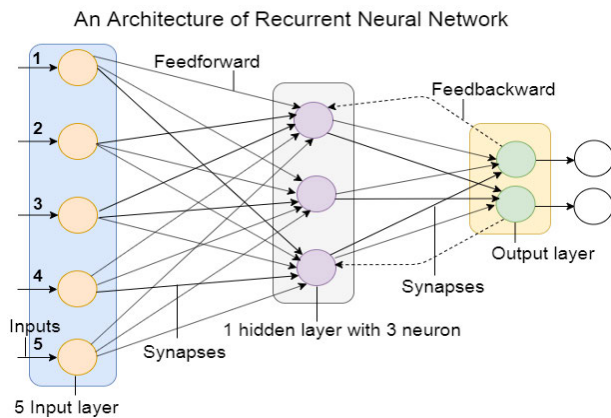 An Architecture of Recurrent Neural Network
1
Feedforward
Feedbackward
2
3
4
Output layer
Synapses
Inputs
1 hidden layer with 3 neuron
5
Synapses
5 Input layer